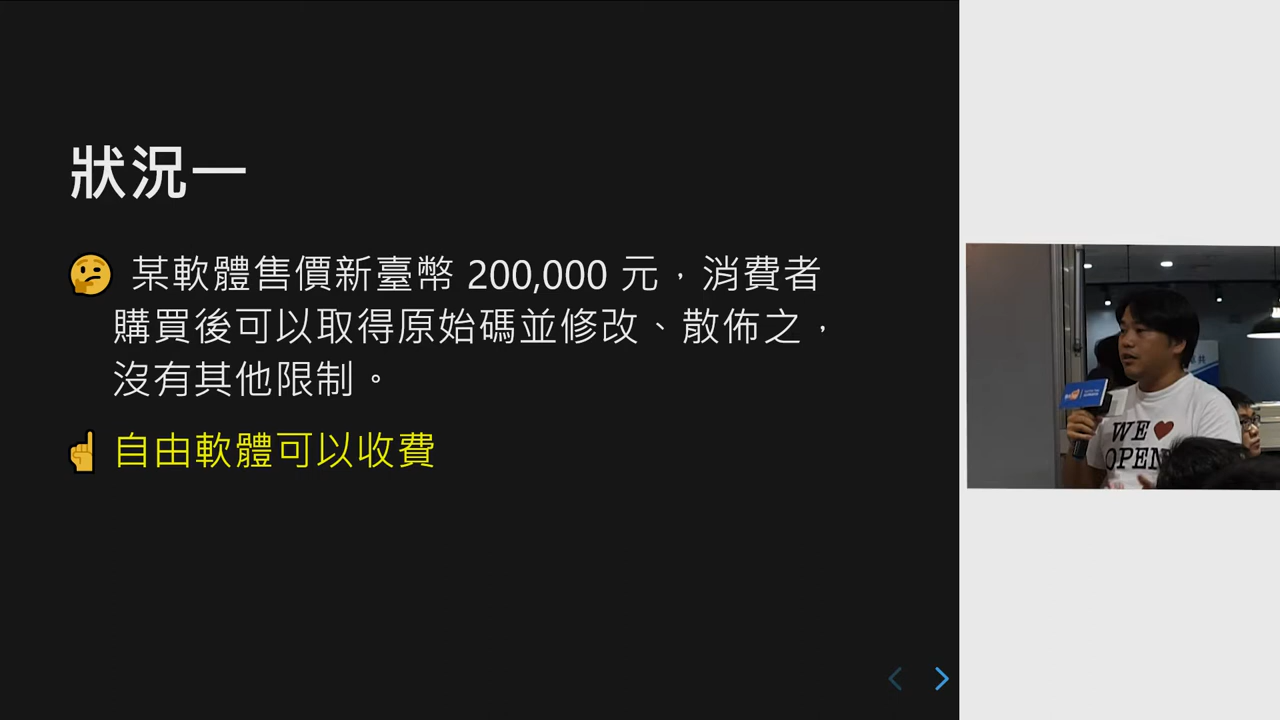 狀況一
🤔 某軟體售價新臺幣 200,000 元，消費者
購買後可以取得原始碼並修改、散佈之，
沒有其他限制。
☝ 自由軟體可以收費
WE ❤
OPEN